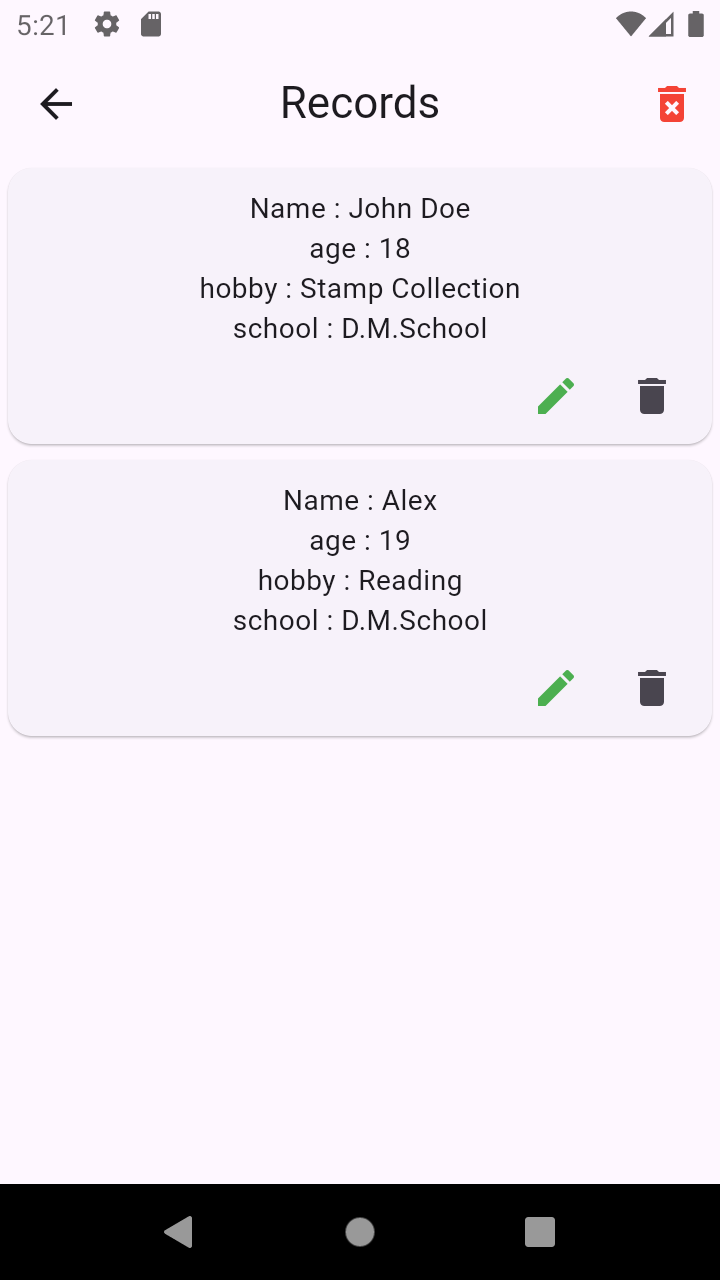 5:21
Records
Name : John Doe
age : 18
hobby : Stamp Collection
school : D.M.School
Name : Alex
age : 19
hobby : Reading
school : D.M.School